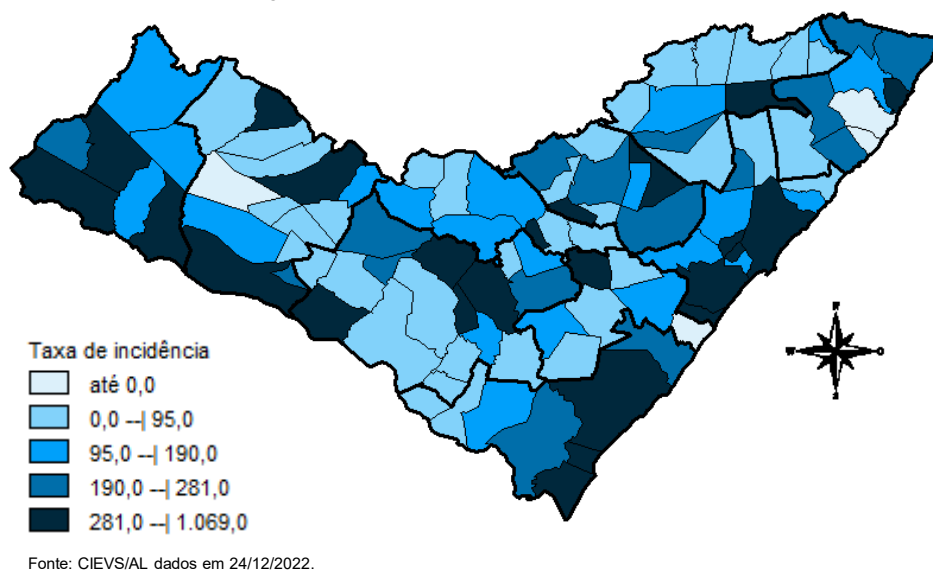 Taxa de incidência
até 0,0
0,0 --| 95,0
95,0 --| 190,0
190,0 --| 281,0
281,0 --| 1.069,0
Fonte: CIEVS/AL dados em 24/12/2022.